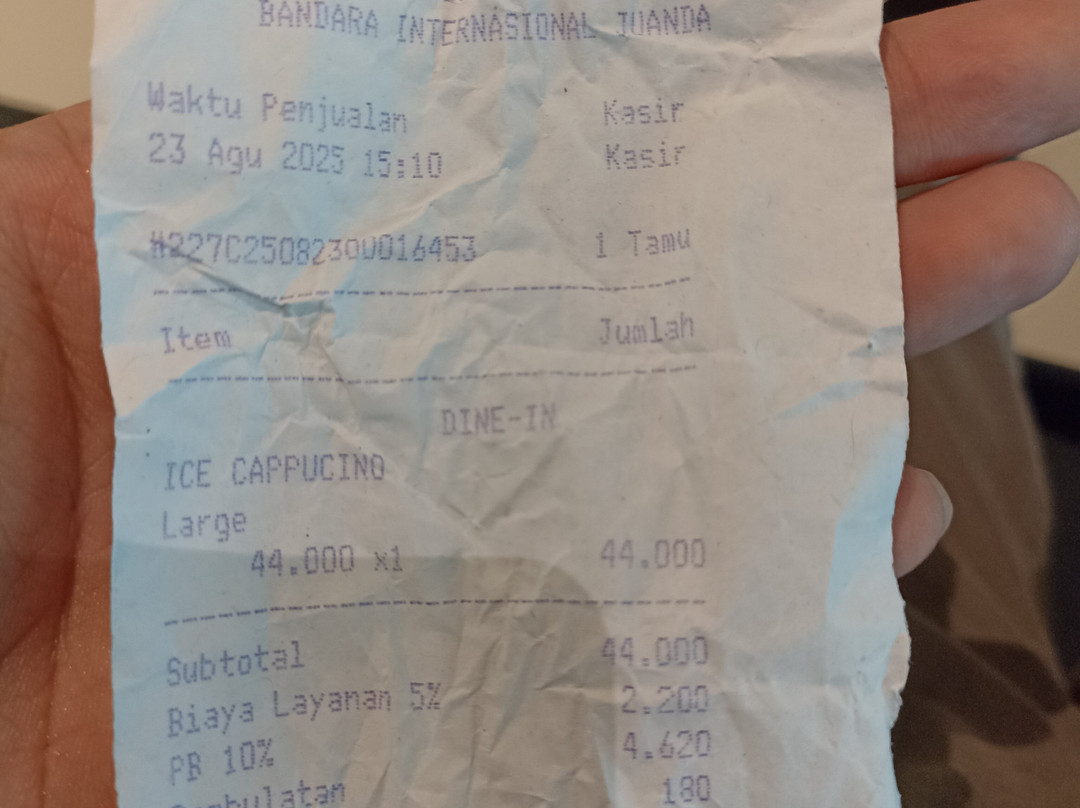 BANDARA INTERNASIONAL JUANDA
Waktu Penjualan Kasir
23 Agu 2025 15:10 Kasir
#227C2508230U016453 1 Tamu
Item Jumlah
DINE-IN
ICE CAPPUCINO
Large
44.000 x1 44.000
Subtotal 44.000
Biaya Layanan 5% 2.200
PB 10% 4.620
Pembulatan 180